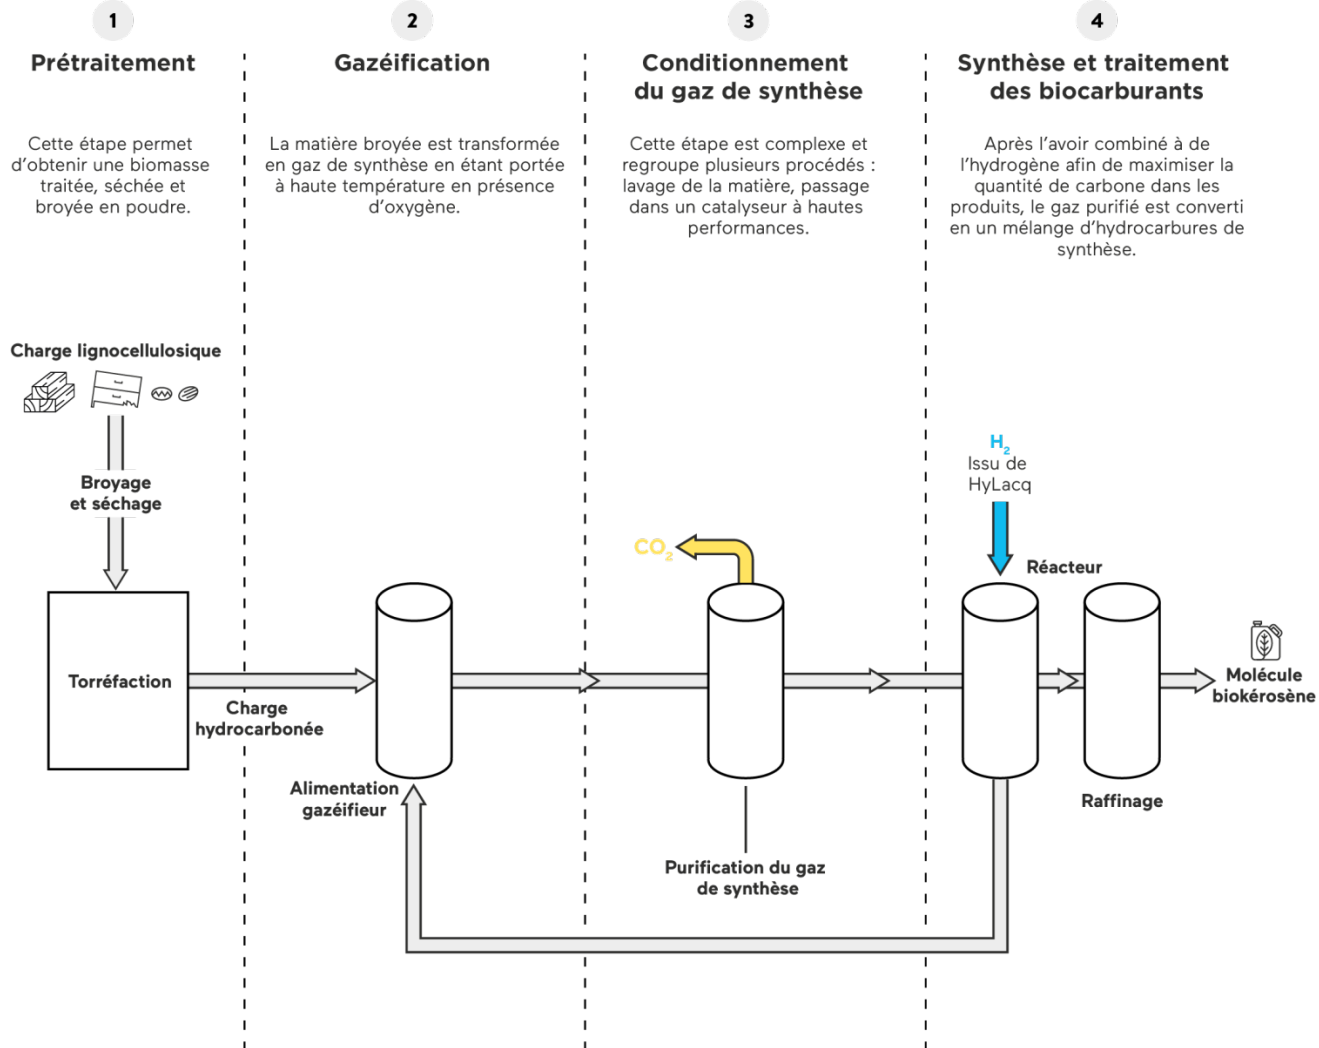 1
Prétraitement
Cette étape permet
d’obtenir une biomasse
traitée, séchée et
broyée en poudre.
2
Gazéification
La matière broyée est transformée
en gaz de synthèse en étant portée
à haute température en présence
d’oxygène.
3
Conditionnement
du gaz de synthèse
Cette étape est complexe et
regroupe plusieurs procédés :
lavage de la matière, passage
dans un catalyseur à hautes
performances.
4
Synthèse et traitement
des biocarburants
Après l’avoir combiné à de
l’hydrogène afin de maximiser la
quantité de carbone dans les
produits, le gaz purifié est converti
en un mélange d’hydrocarbures de
synthèse.
Charge lignocellulosique
Broyage
et séchage
Torréfaction
Charge
hydrocarbonée
Alimentation
gazéifieur
CO₂
Purification du gaz
de synthèse
H₂
Issu de
HyLacq
Réacteur
Raffinage
Molécule
biokérosène